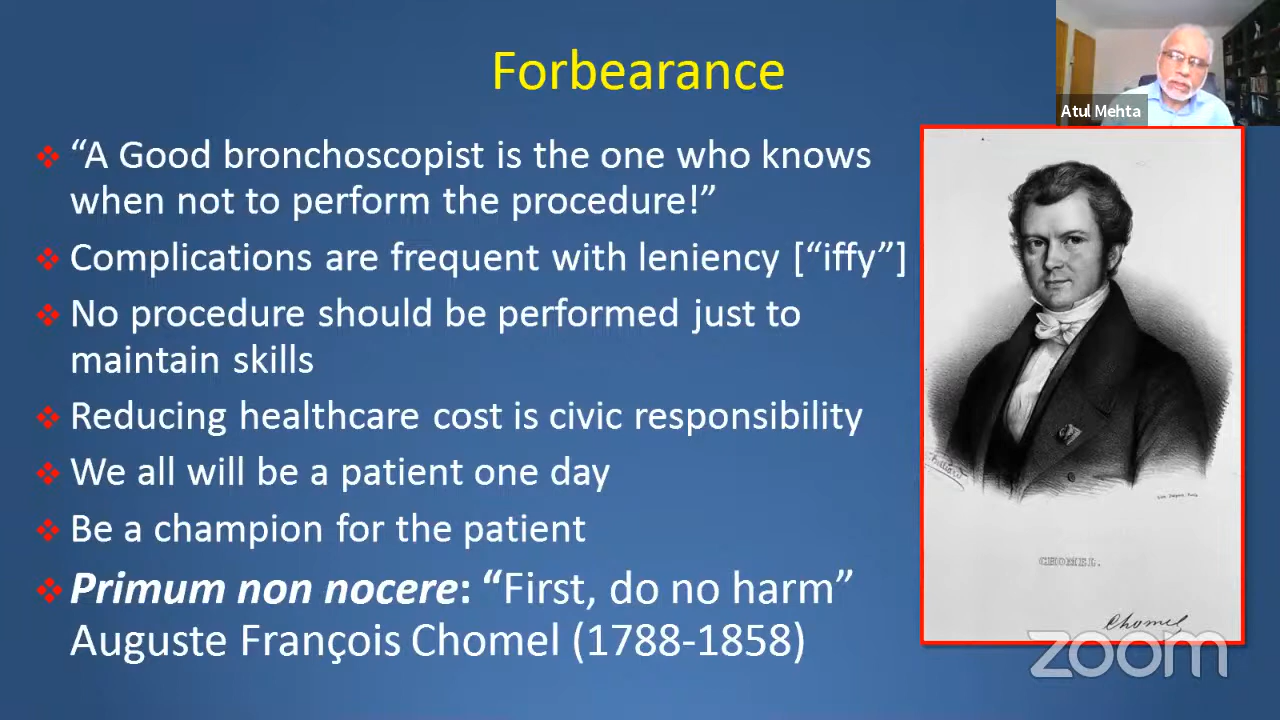 Forbearance
Atul Mehta
“A Good bronchoscopist is the one who knows
when not to perform the procedure!”
Complications are frequent with leniency [“iffy”]
No procedure should be performed just to
maintain skills
Reducing healthcare cost is civic responsibility
We all will be a patient one day
Be a champion for the patient
Primum non nocere: “First, do no harm”
Auguste François Chomel (1788-1858)
CHOMEL.
Chomel
zoom